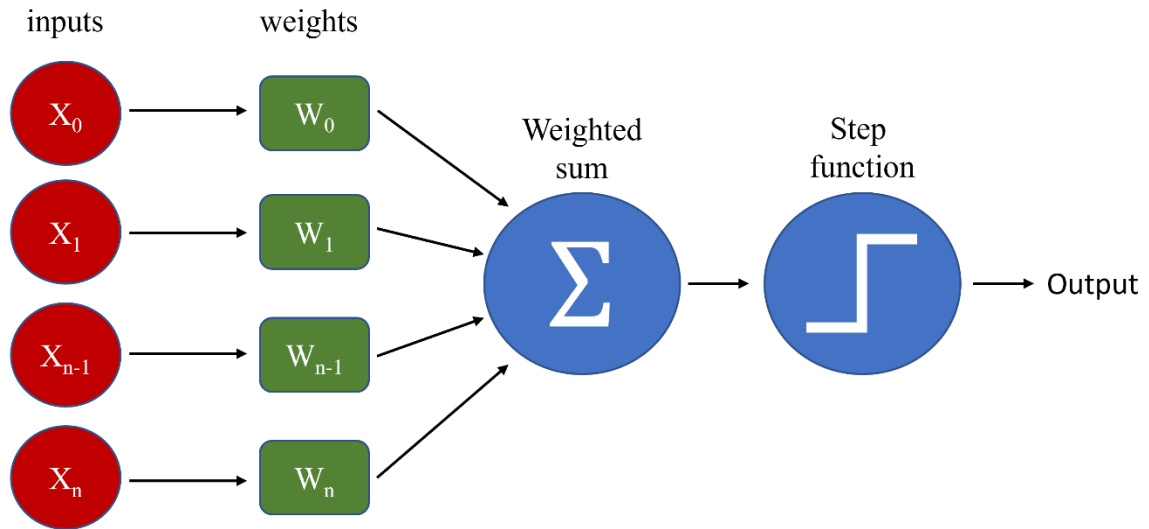 inputs
weights
X₀
W₀
Weighted
sum
Step
function
X₁
W₁
Σ
Output
Xₙ₋₁
Wₙ₋₁
Xₙ
Wₙ